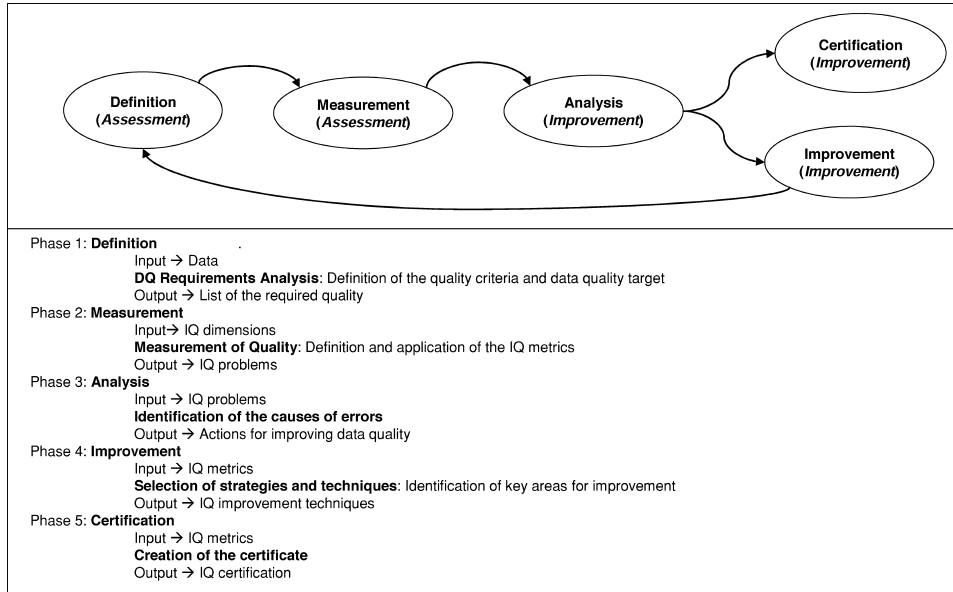 Definition
(Assessment)
Measurement
(Assessment)
Analysis
(Improvement)
Certification
(Improvement)
Improvement
(Improvement)
Phase 1: Definition .
Input → Data
DQ Requirements Analysis: Definition of the quality criteria and data quality target
Output → List of the required quality
Phase 2: Measurement
Input→ IQ dimensions
Measurement of Quality: Definition and application of the IQ metrics
Output → IQ problems
Phase 3: Analysis
Input → IQ problems
Identification of the causes of errors
Output → Actions for improving data quality
Phase 4: Improvement
Input → IQ metrics
Selection of strategies and techniques: Identification of key areas for improvement
Output → IQ improvement techniques
Phase 5: Certification
Input → IQ metrics
Creation of the certificate
Output → IQ certification